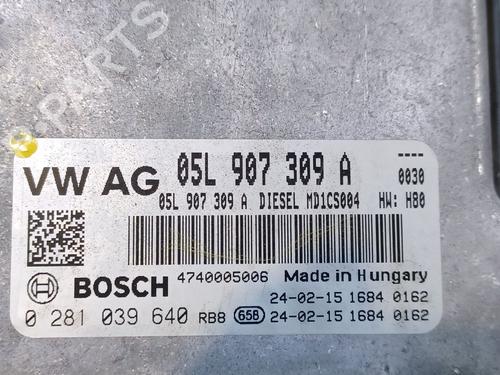 VW AG 05L 907 309 A ---- 0030
05L 907 309 A DIESEL MD1CS004 HW: H80
BOSCH 4740005006 Made in Hungary
24-02-15 1684 0162
0 281 039 640 RBB 658 24-02-15 1684 0162
B-PARTS